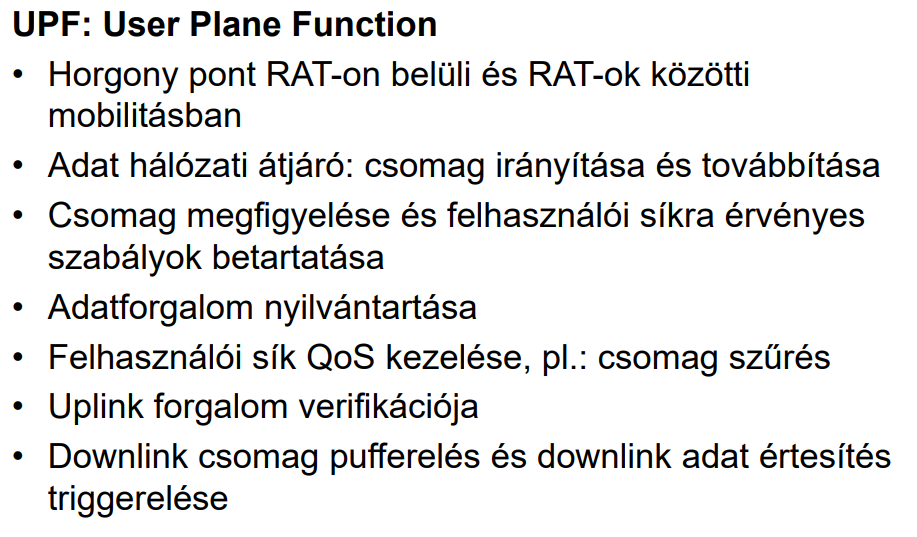 UPF: User Plane Function
• Horgony pont RAT-on belüli és RAT-ok közötti
mobilitásban
• Adat hálózati átjáró: csomag irányítása és továbbítása
• Csomag megfigyelése és felhasználói síkra érvényes
szabályok betartatása
• Adatforgalom nyilvántartása
• Felhasználói sík QoS kezelése, pl.: csomag szűrés
• Uplink forgalom verifikációja
• Downlink csomag pufferelés és downlink adat értesítés
triggerelése